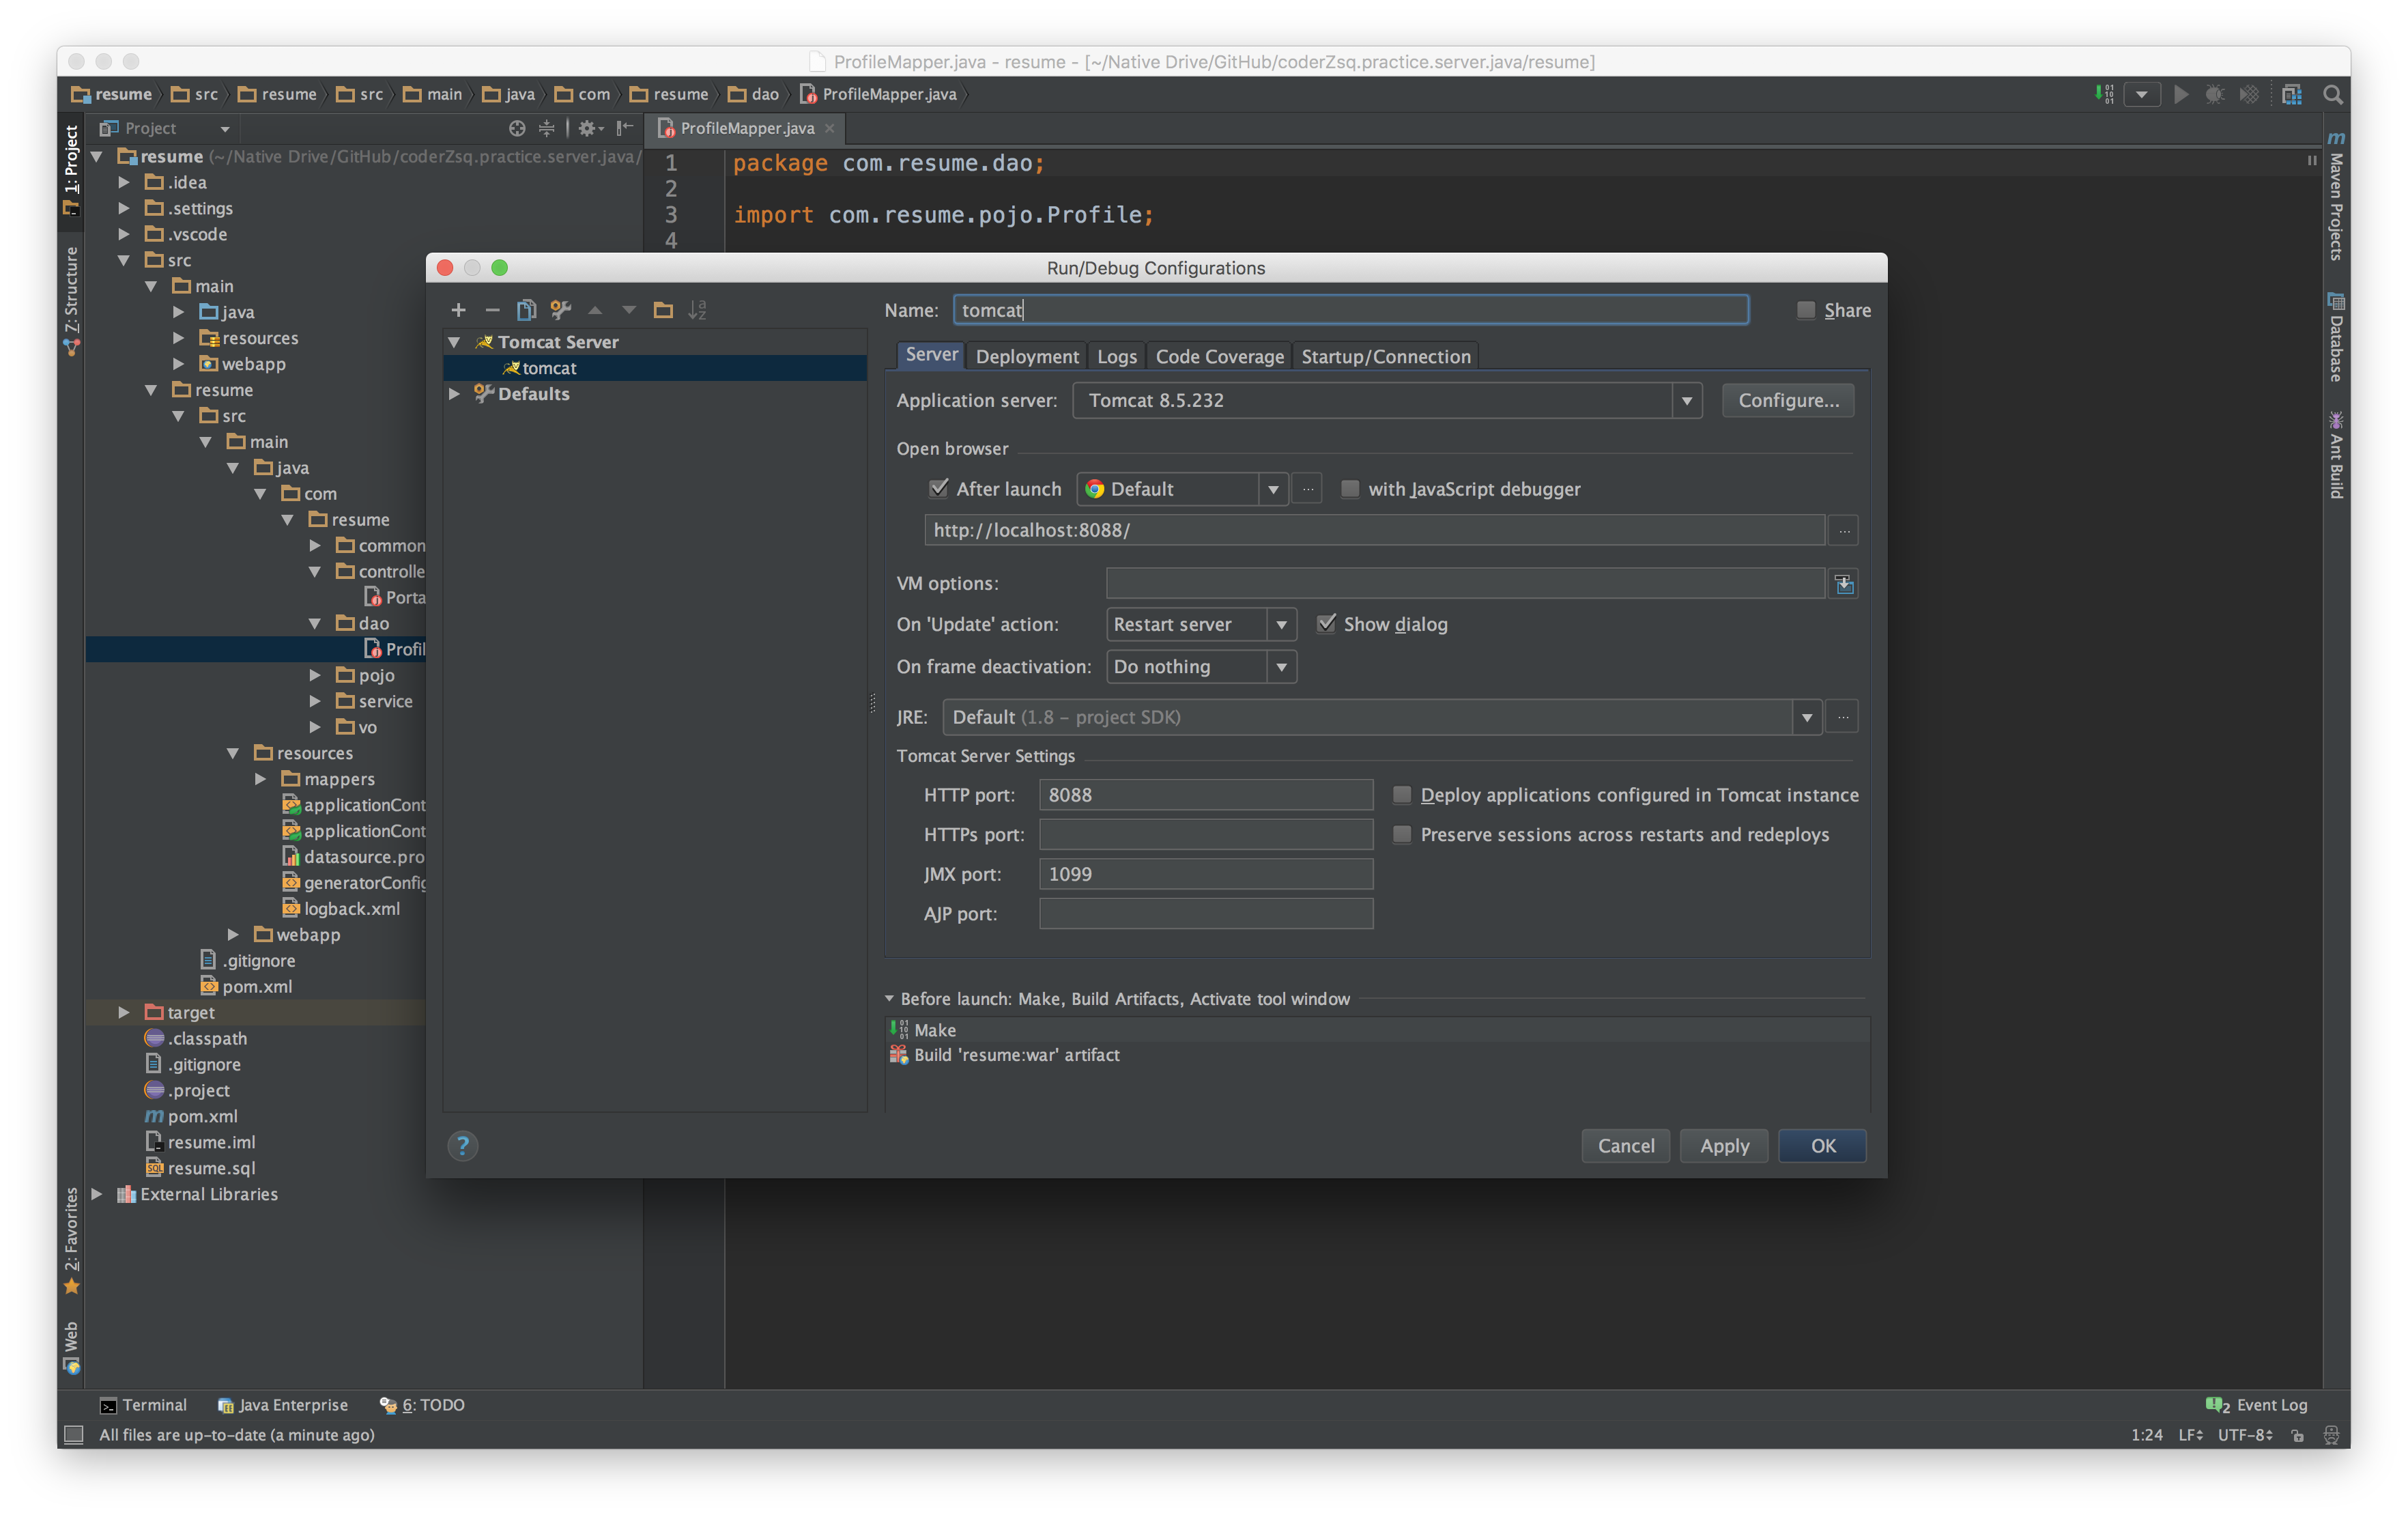 ProfileMapper.java - resume - [~/Native Drive/GitHub/coderZsq.practice.server.java/resume]
resume src resume src main java com resume dao ProfileMapper.java
Project
ProfileMapper.java
1: Project
Z: Structure
2: Favorites
Web
resume (~/Native Drive/GitHub/coderZsq.practice.server.java/
.idea
.settings
.vscode
src
main
java
resources
webapp
resume
src
main
java
com
resume
common
controlle
Porta
dao
Profil
pojo
service
vo
resources
mappers
applicationCont
applicationCont
datasource.pro
generatorConfig
logback.xml
webapp
.gitignore
pom.xml
target
.classpath
.gitignore
.project
pom.xml
resume.iml
resume.sql
External Libraries
1 package com.resume.dao;
2
3 import com.resume.pojo.Profile;
4
Maven Projects
Database
Ant Build
Run/Debug Configurations
Tomcat Server
tomcat
Defaults
Name: tomcat Share
Server Deployment Logs Code Coverage Startup/Connection
Application server: Tomcat 8.5.232 Configure...
Open browser
After launch Default ... with JavaScript debugger
http://localhost:8088/ ...
VM options:
On 'Update' action: Restart server Show dialog
On frame deactivation: Do nothing
JRE: Default (1.8 – project SDK) ...
Tomcat Server Settings
HTTP port: 8088 Deploy applications configured in Tomcat instance
HTTPs port: Preserve sessions across restarts and redeploys
JMX port: 1099
AJP port:
Before launch: Make, Build Artifacts, Activate tool window
Make
Build 'resume:war' artifact
? Cancel Apply OK
Terminal Java Enterprise 6: TODO 2 Event Log
All files are up-to-date (a minute ago) 1:24 LF UTF-8